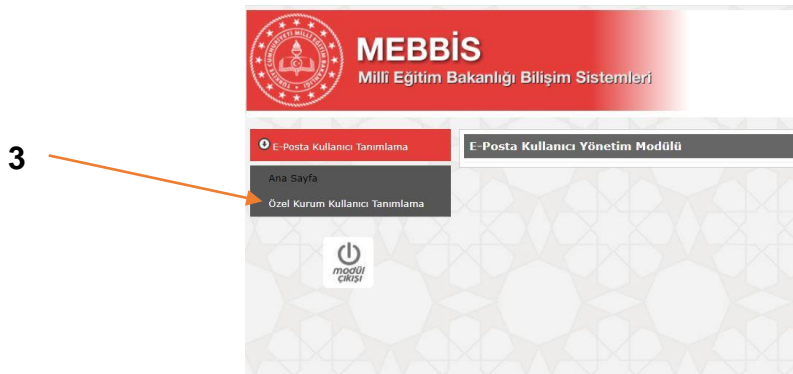 MEBBİS
Millî Eğitim Bakanlığı Bilişim Sistemleri
E-Posta Kullanıcı Tanımlama
E-Posta Kullanıcı Yönetim Modülü
3
Ana Sayfa
Özel Kurum Kullanıcı Tanımlama
modül
çıkışı